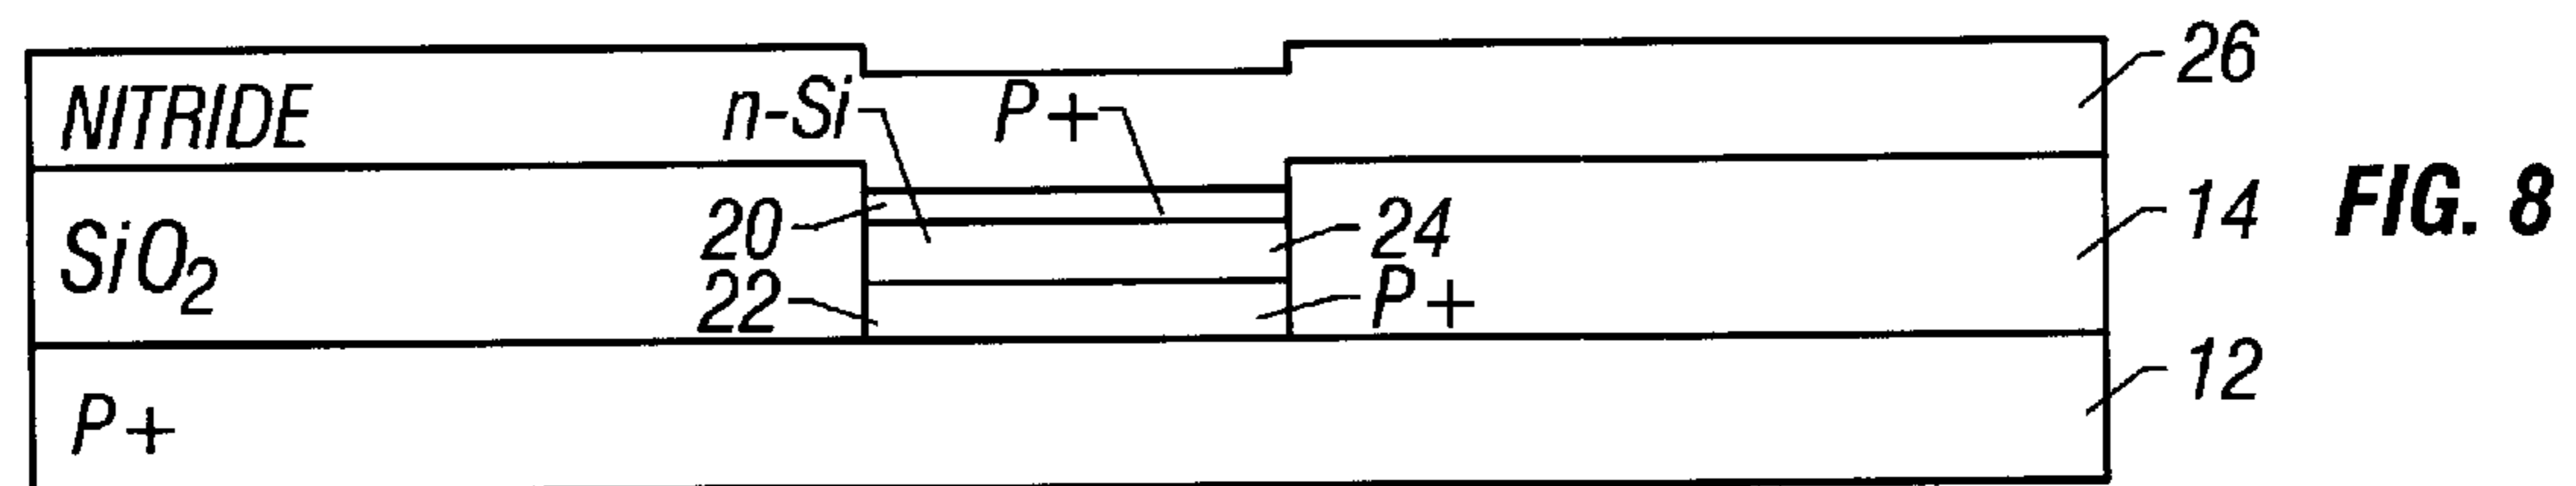 26
NITRIDE
n-Si
P+
20
24
14
FIG. 8
SiO2
22
P+
12
P+